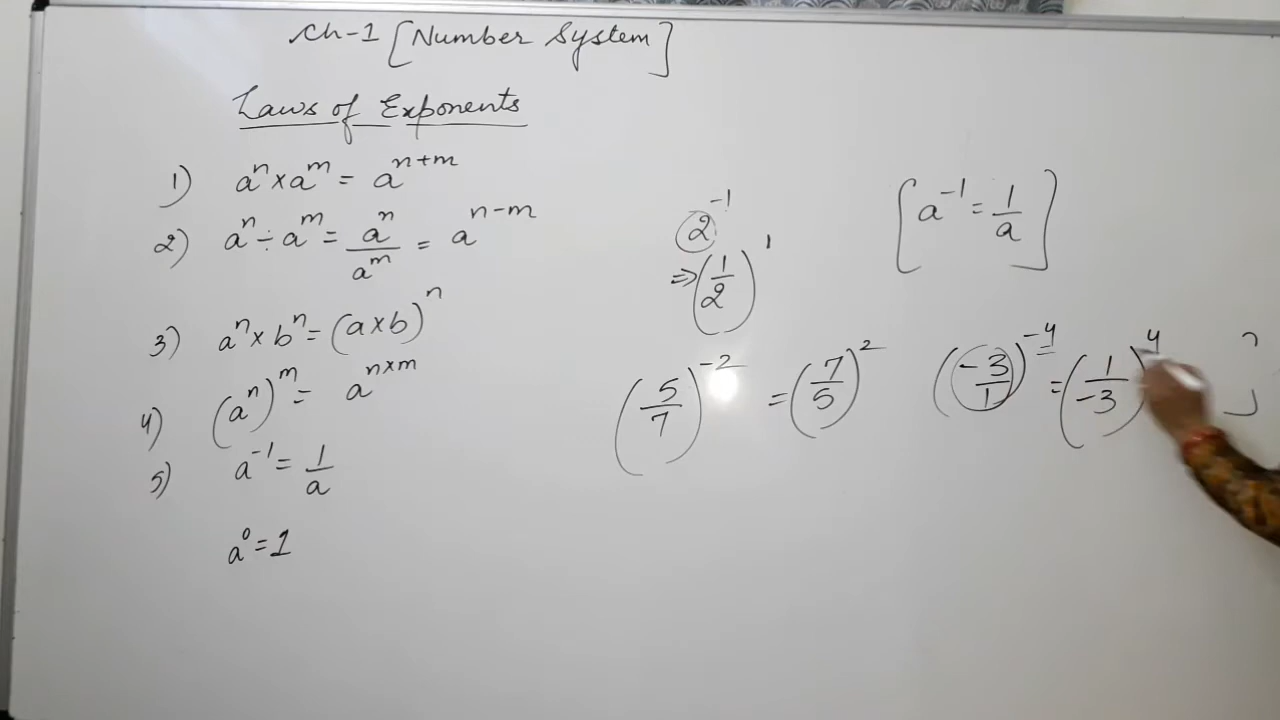 Ch-1 [Number System]
Laws of Exponents
1) aⁿ × aᵐ = aⁿ⁺ᵐ
2) aⁿ ÷ aᵐ = aⁿ/aᵐ = aⁿ⁻ᵐ
3) aⁿ × bⁿ = (a×b)ⁿ
4) (aⁿ)ᵐ = aⁿˣᵐ
5) a⁻¹ = 1/a
a⁰ = 1
2⁻¹
⇒ (1/2)¹
[a⁻¹ = 1/a]
(5/7)⁻² = (7/5)²
(-3/1)⁻⁴ = (1/-3)⁴ ]